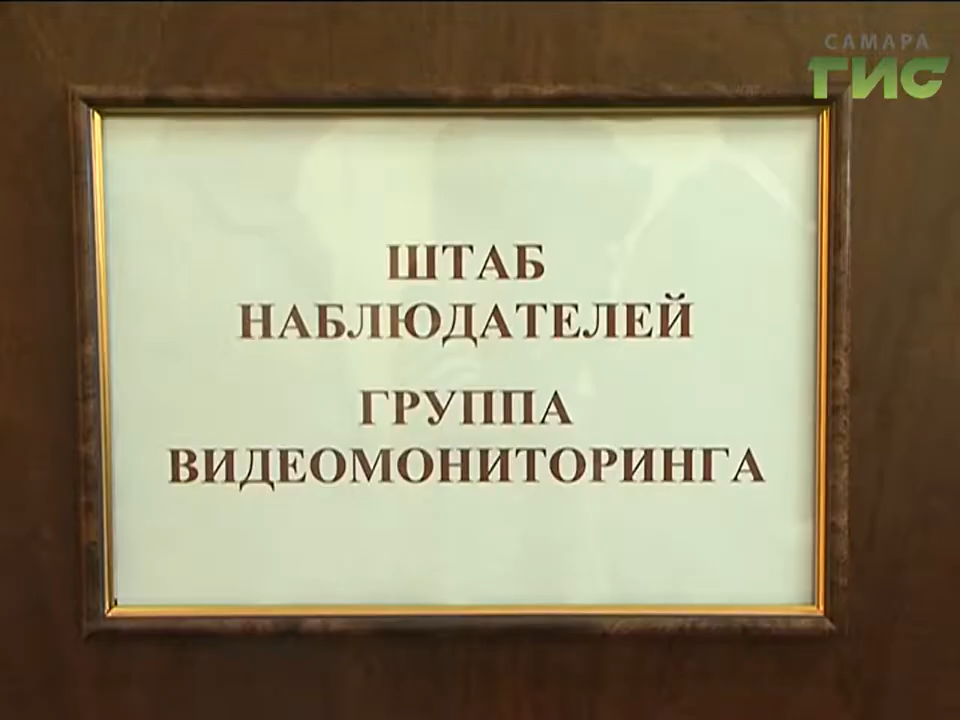 САМАРА
ГИС
ШТАБ
НАБЛЮДАТЕЛЕЙ
ГРУППА
ВИДЕОМОНИТОРИНГА